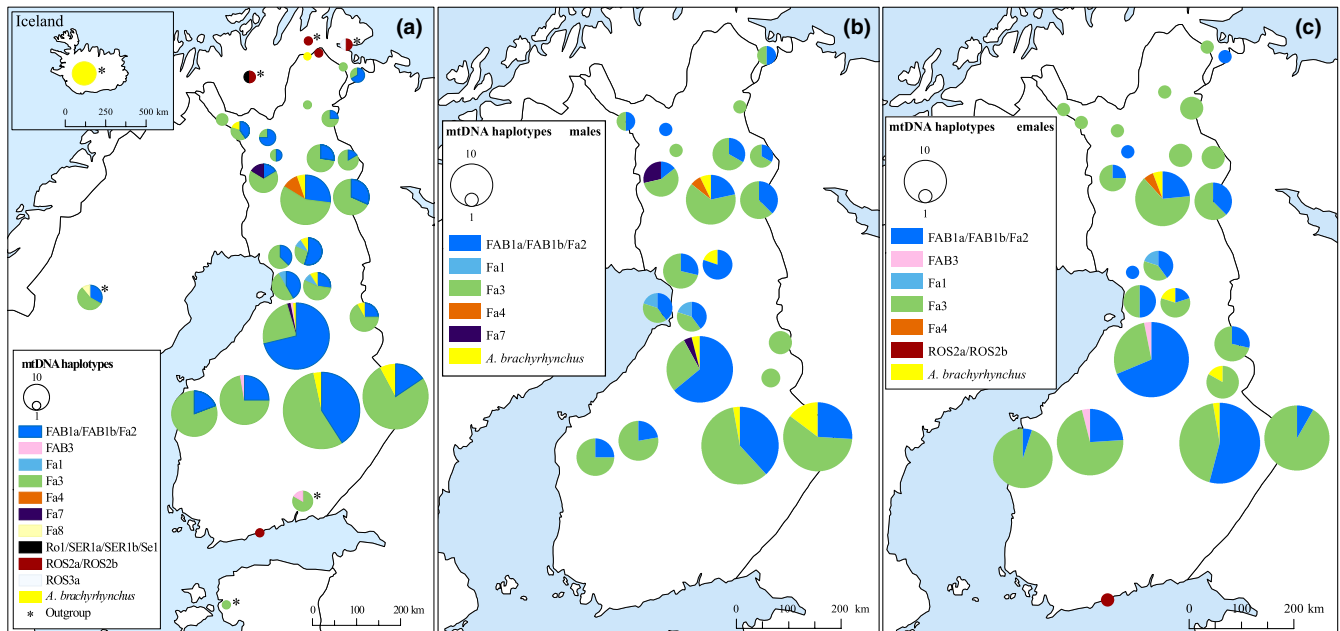 Iceland
*
0 250 500 km
(a)
*
*
*
*
mtDNA haplotypes
10
1
FAB1a/FAB1b/Fa2
FAB3
Fa1
Fa3
Fa4
Fa7
Fa8
Ro1/SER1a/SER1b/Se1
ROS2a/ROS2b
ROS3a
A. brachyrhynchus
* Outgroup
*
*
0 100 200 km
(b)
mtDNA haplotypes males
10
1
FAB1a/FAB1b/Fa2
Fa1
Fa3
Fa4
Fa7
A. brachyrhynchus
0 100 200 km
(c)
mtDNA haplotypes emales
10
1
FAB1a/FAB1b/Fa2
FAB3
Fa1
Fa3
Fa4
ROS2a/ROS2b
A. brachyrhynchus
0 100 200 km